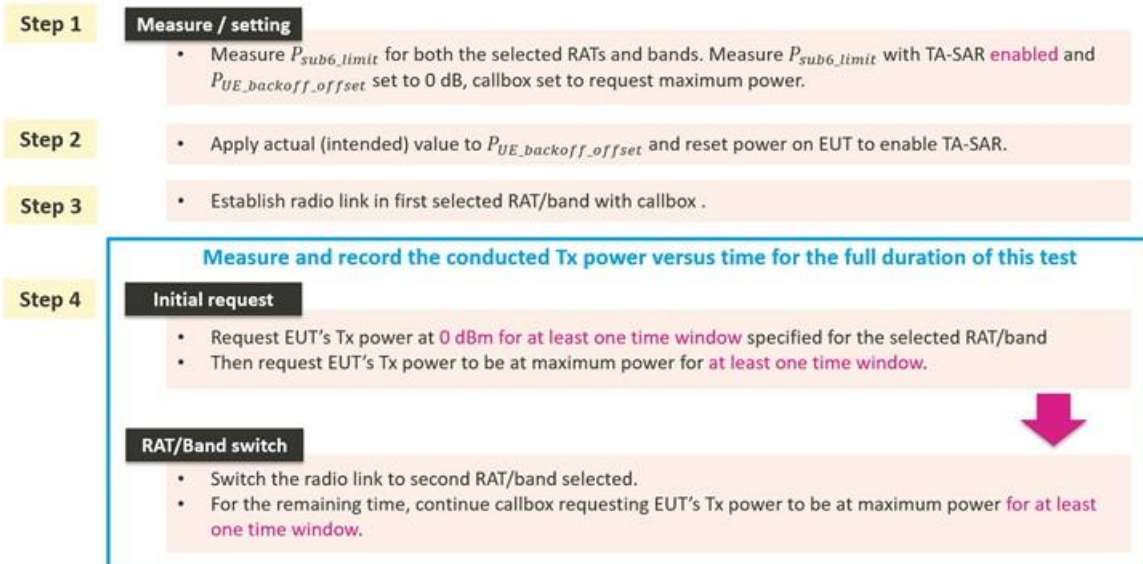 Step 1
Measure / setting
• Measure P_sub6_limit for both the selected RATs and bands. Measure P_sub6_limit with TA-SAR enabled and
P_UE_backoff_offset set to 0 dB, callbox set to request maximum power.
Step 2
• Apply actual (intended) value to P_UE_backoff_offset and reset power on EUT to enable TA-SAR.
Step 3
• Establish radio link in first selected RAT/band with callbox .
Measure and record the conducted Tx power versus time for the full duration of this test
Step 4
Initial request
• Request EUT's Tx power at 0 dBm for at least one time window specified for the selected RAT/band
• Then request EUT's Tx power to be at maximum power for at least one time window.
RAT/Band switch
• Switch the radio link to second RAT/band selected.
• For the remaining time, continue callbox requesting EUT's Tx power to be at maximum power for at least
one time window.